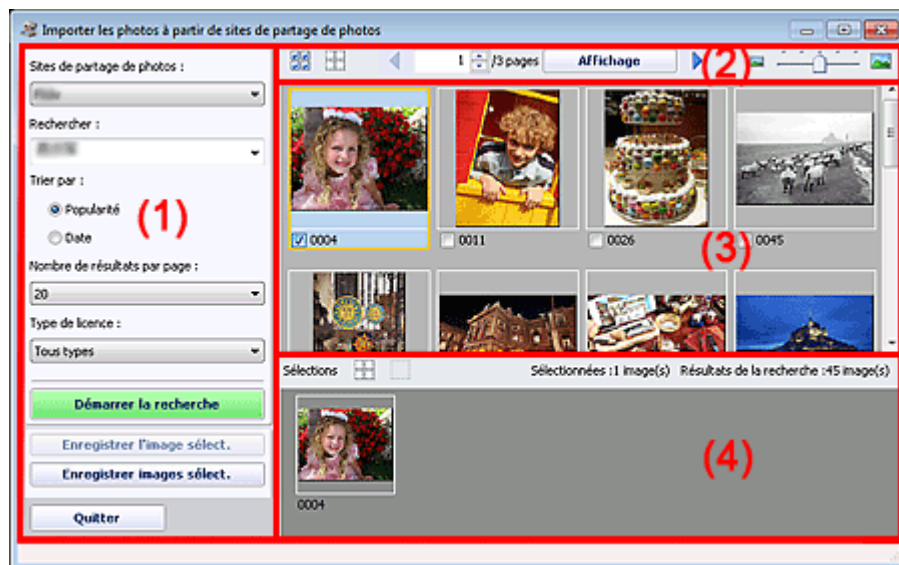 Importer les photos à partir de sites de partage de photos
Sites de partage de photos :
Rechercher :
Trier par :
Popularité
Date
(1)
Nombre de résultats par page :
20
Type de licence :
Tous types
Démarrer la recherche
Enregistrer l'image sélect.
Enregistrer images sélect.
Quitter
1 /3 pages Affichage
(2)
0004 0011 0026 0045
(3)
Sélections Sélectionnées :1 image(s) Résultats de la recherche :45 image(s)
0004
(4)